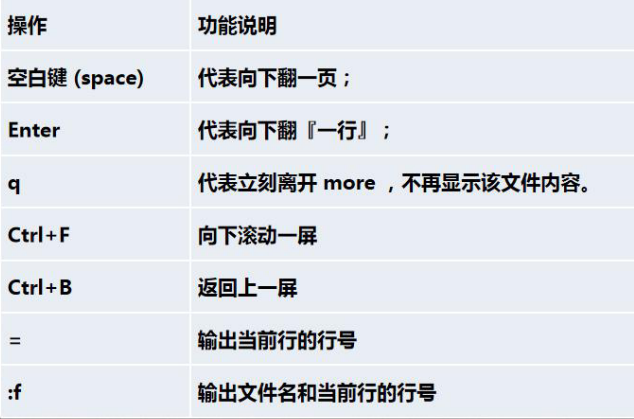 操作 功能说明
空白键 (space) 代表向下翻一页；
Enter 代表向下翻『一行』；
q 代表立刻离开 more ，不再显示该文件内容。
Ctrl+F 向下滚动一屏
Ctrl+B 返回上一屏
= 输出当前行的行号
:f 输出文件名和当前行的行号